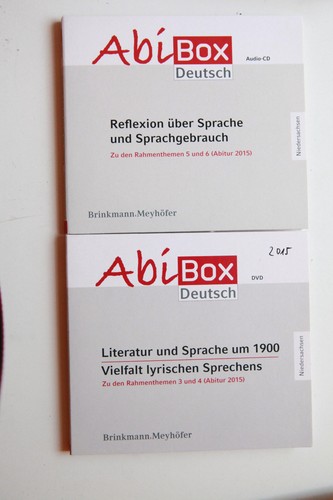 Abi Box
Deutsch
Audio-CD
Reflexion über Sprache
und Sprachgebrauch
Zu den Rahmenthemen 5 und 6 (Abitur 2015)
Niedersachsen
Brinkmann.Meyhöfer
Abi Box
Deutsch
2015
DVD
Literatur und Sprache um 1900
Vielfalt lyrischen Sprechens
Zu den Rahmenthemen 3 und 4 (Abitur 2015)
Niedersachsen
Brinkmann.Meyhöfer